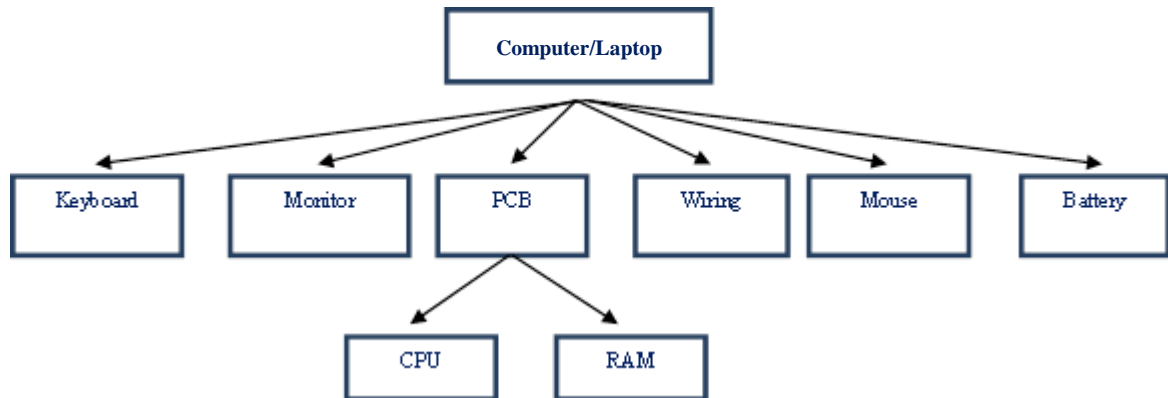 Computer/Laptop
Keyboard
Monitor
PCB
Wiring
Mouse
Battery
CPU
RAM